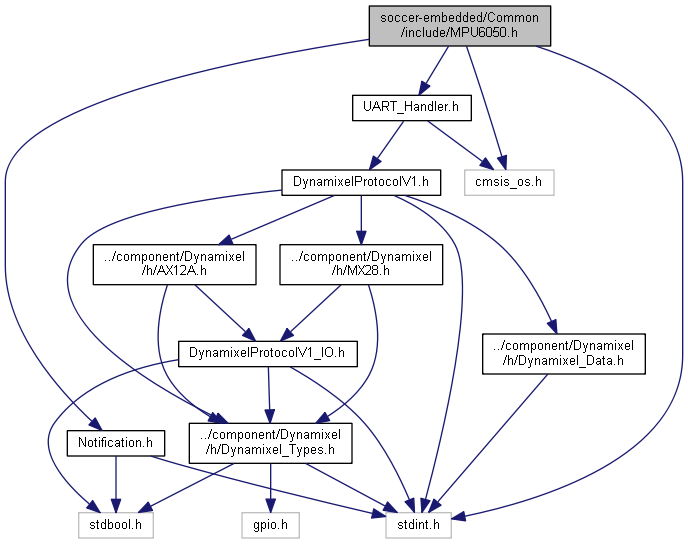 soccer-embedded/Common
/include/MPU6050.h
UART_Handler.h
DynamixelProtocolV1.h
cmsis_os.h
../component/Dynamixel
/h/AX12A.h
../component/Dynamixel
/h/MX28.h
DynamixelProtocolV1_IO.h
../component/Dynamixel
/h/Dynamixel_Data.h
Notification.h
../component/Dynamixel
/h/Dynamixel_Types.h
stdbool.h
gpio.h
stdint.h